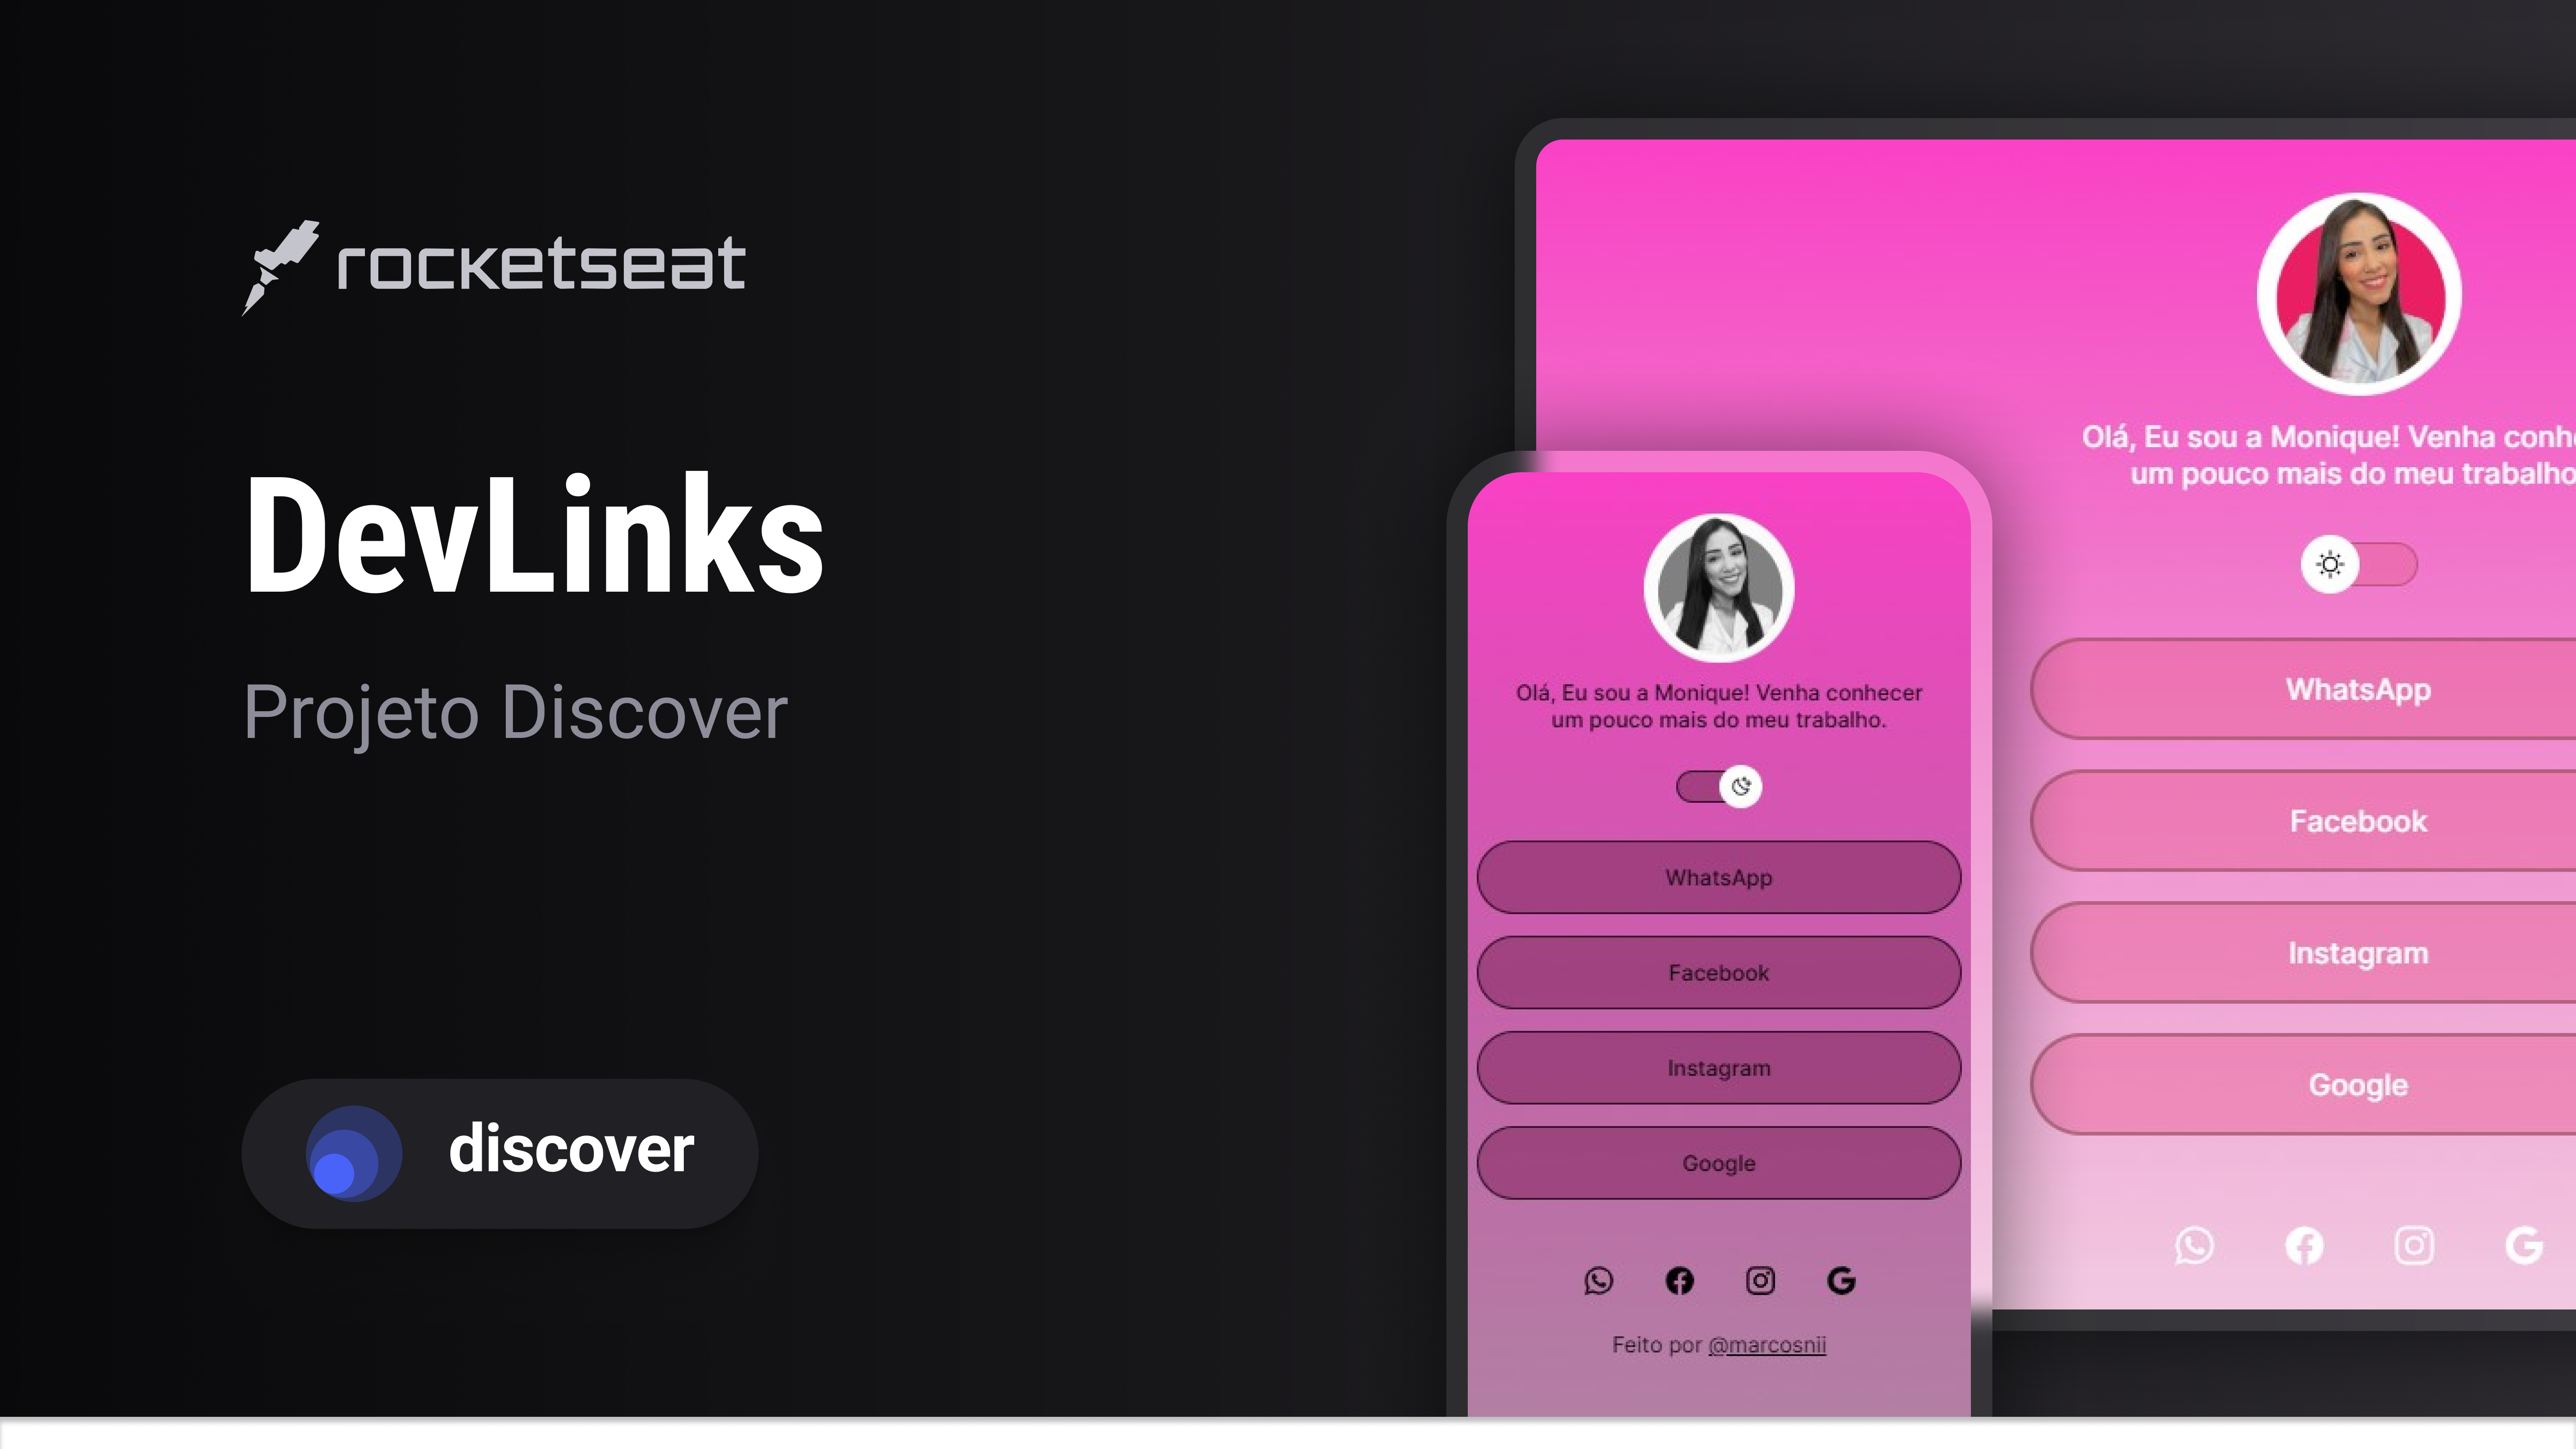 rocketseat
DevLinks
Projeto Discover
discover
Olá, Eu sou a Monique! Venha conhecer
um pouco mais do meu trabalho.
WhatsApp
Facebook
Instagram
Google
Feito por @marcosnii
Olá, Eu sou a Monique! Venha conh
um pouco mais do meu trabalho
WhatsApp
Facebook
Instagram
Google